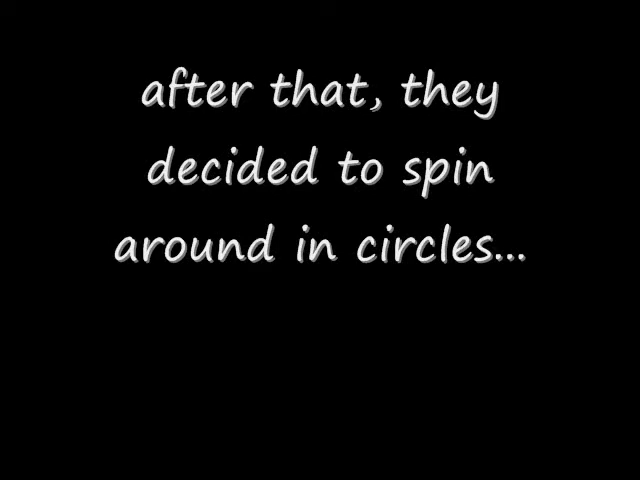 after that, they
decided to spin
around in circles...